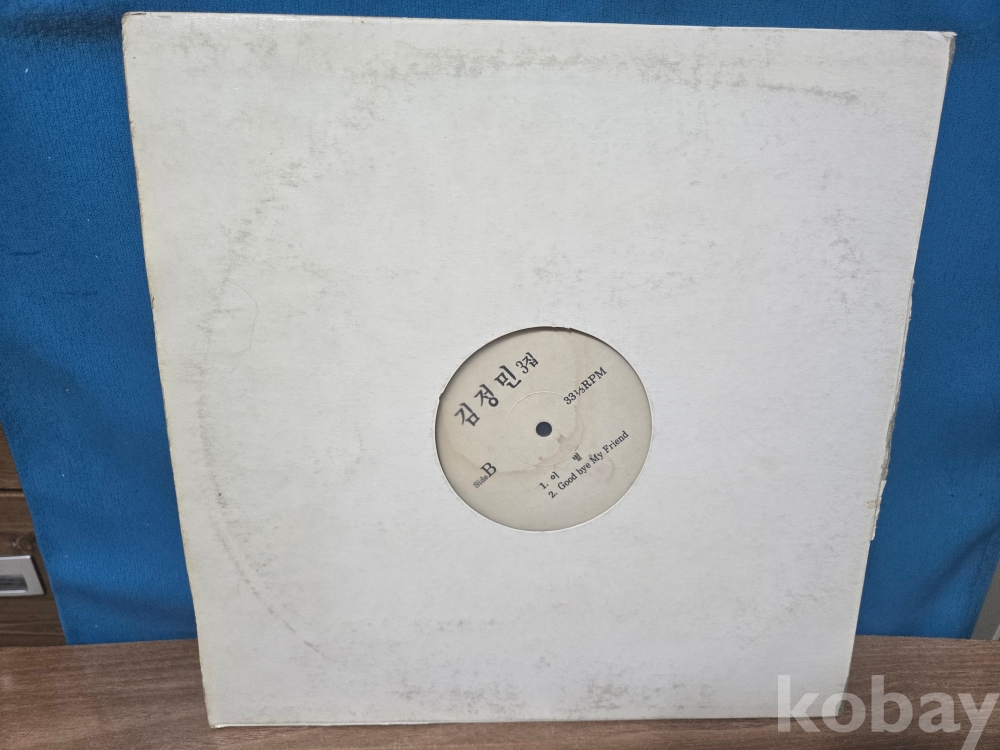 김정민 3집
33⅓RPM
Side B
1. 이 별
2. Good bye My Friend
kobay